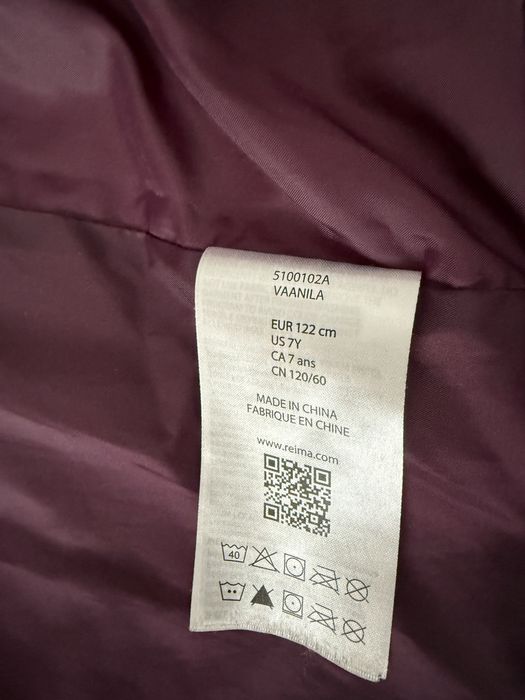 5100102A
VAANILA
EUR 122 cm
US 7Y
CA 7 ans
CN 120/60
MADE IN CHINA
FABRIQUE EN CHINE
www.reima.com
40